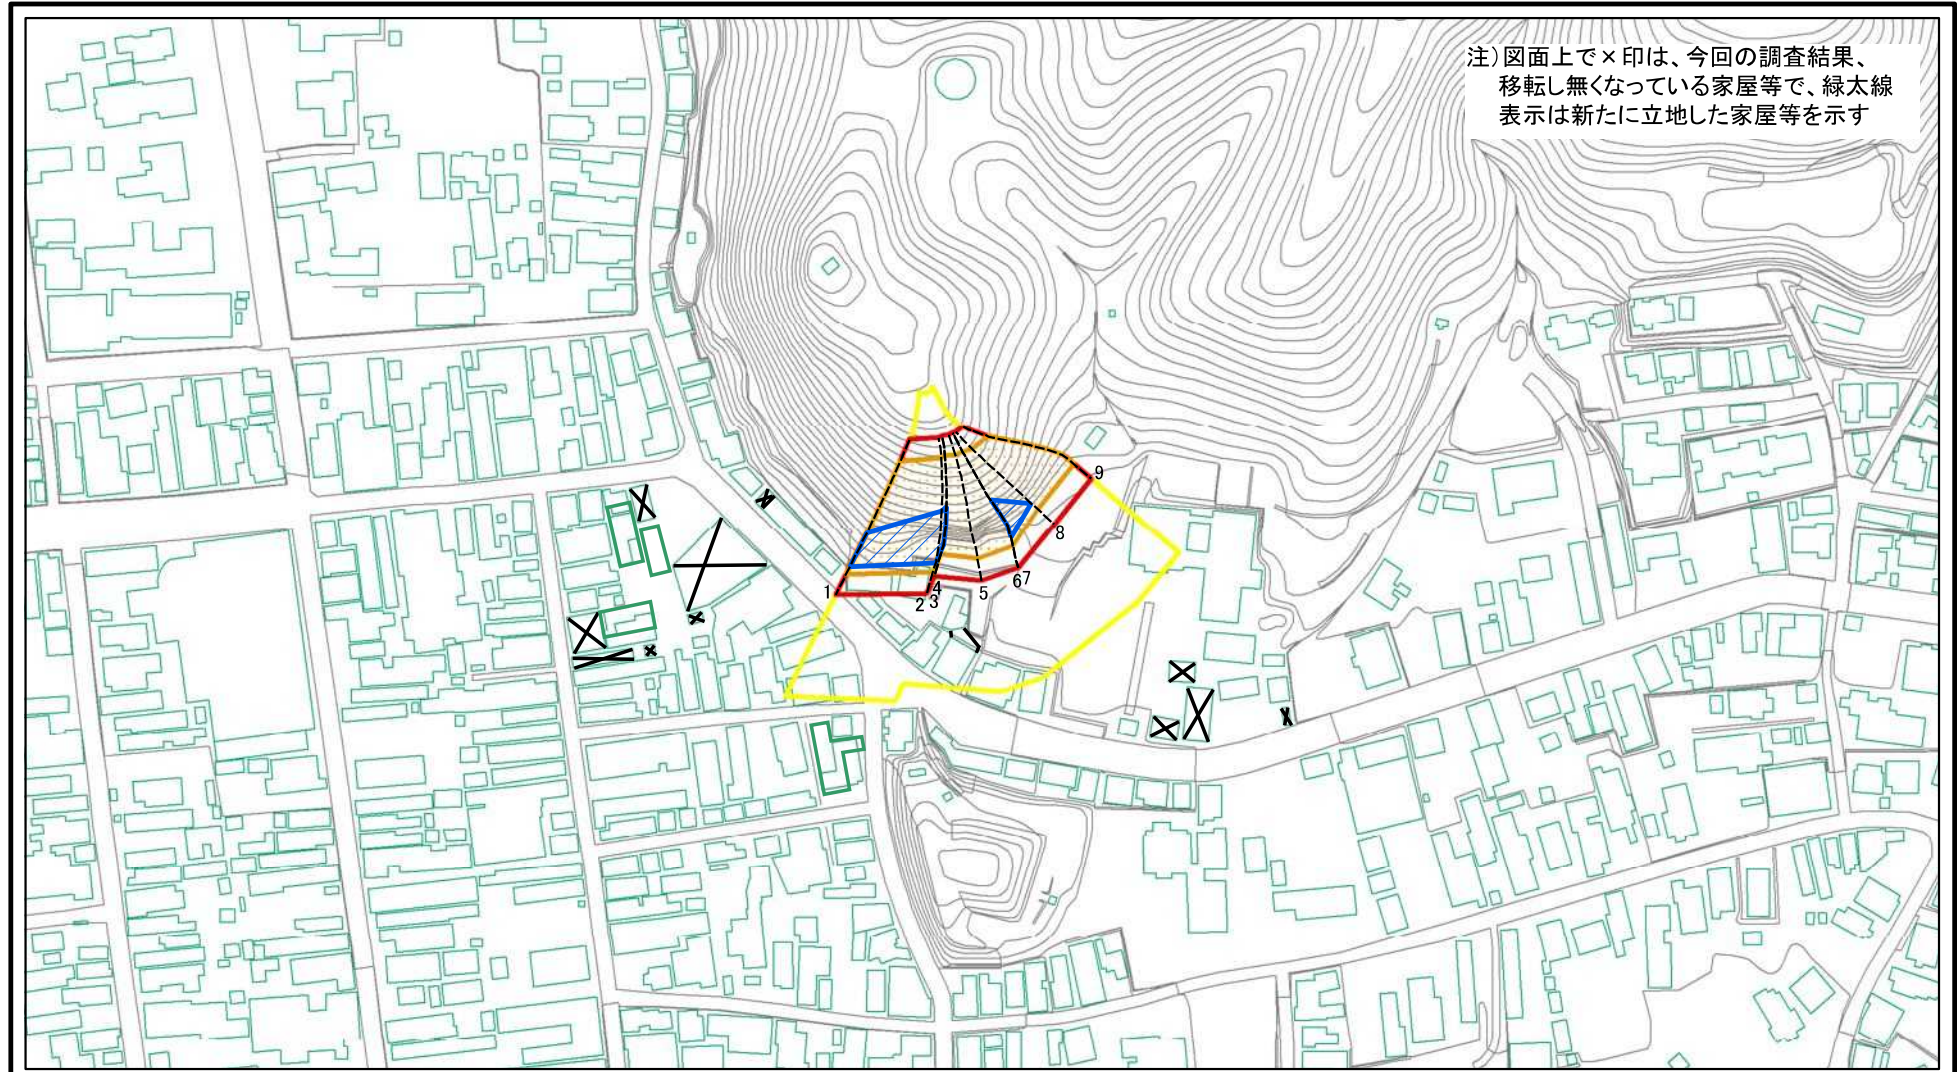 注)図面上で×印は、今回の調査結果、
移転し無くなっている家屋等で、緑太線
表示は新たに立地した家屋等を示す
9
8
1
2
3
4
5
67